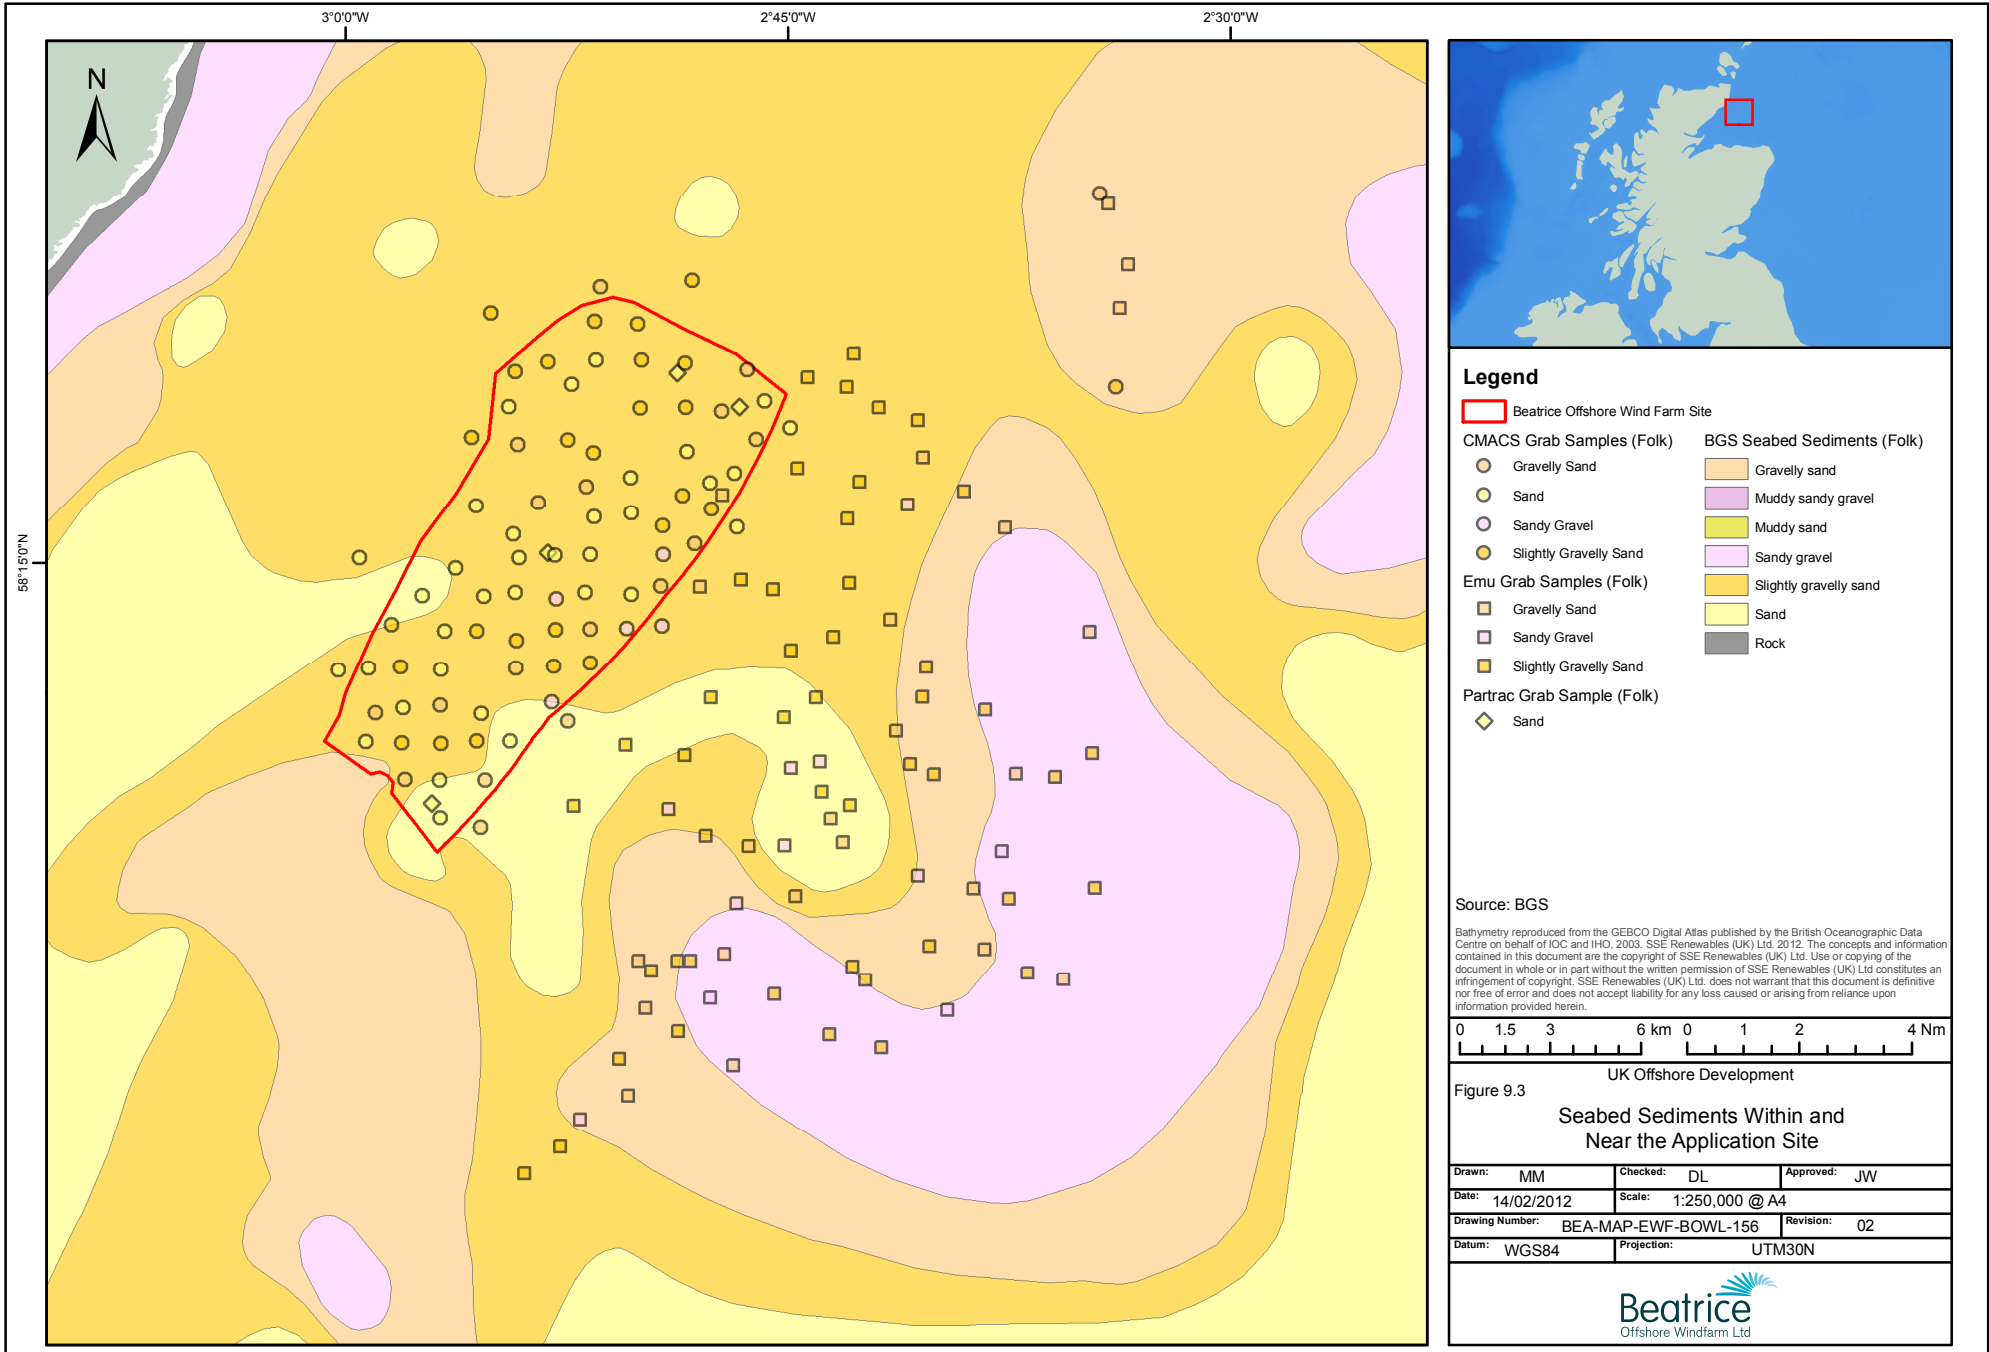 3°0'0"W
2°45'0"W
2°30'0"W
58°15'0"N
N
Legend
Beatrice Offshore Wind Farm Site
CMACS Grab Samples (Folk)
Gravelly Sand
Sand
Sandy Gravel
Slightly Gravelly Sand
Emu Grab Samples (Folk)
Gravelly Sand
Sandy Gravel
Slightly Gravelly Sand
Partrac Grab Sample (Folk)
Sand
BGS Seabed Sediments (Folk)
Gravelly sand
Muddy sandy gravel
Muddy sand
Sandy gravel
Slightly gravelly sand
Sand
Rock
Source: BGS
Bathymetry reproduced from the GEBCO Digital Atlas published by the British Oceanographic Data
Centre on behalf of IOC and IHO, 2003. SSE Renewables (UK) Ltd. 2012. The concepts and information
contained in this document are the copyright of SSE Renewables (UK) Ltd. Use or copying of the
document in whole or in part without the written permission of SSE Renewables (UK) Ltd constitutes an
infringement of copyright. SSE Renewables (UK) Ltd. does not warrant that this document is definitive
nor free of error and does not accept liability for any loss caused or arising from reliance upon
information provided herein.
0 1.5 3 6 km 0 1 2 4 Nm
UK Offshore Development
Figure 9.3
Seabed Sediments Within and
Near the Application Site
Drawn: MM Checked: DL Approved: JW
Date: 14/02/2012 Scale: 1:250,000 @ A4
Drawing Number: BEA-MAP-EWF-BOWL-156 Revision: 02
Datum: WGS84 Projection: UTM30N
Beatrice
Offshore Windfarm Ltd